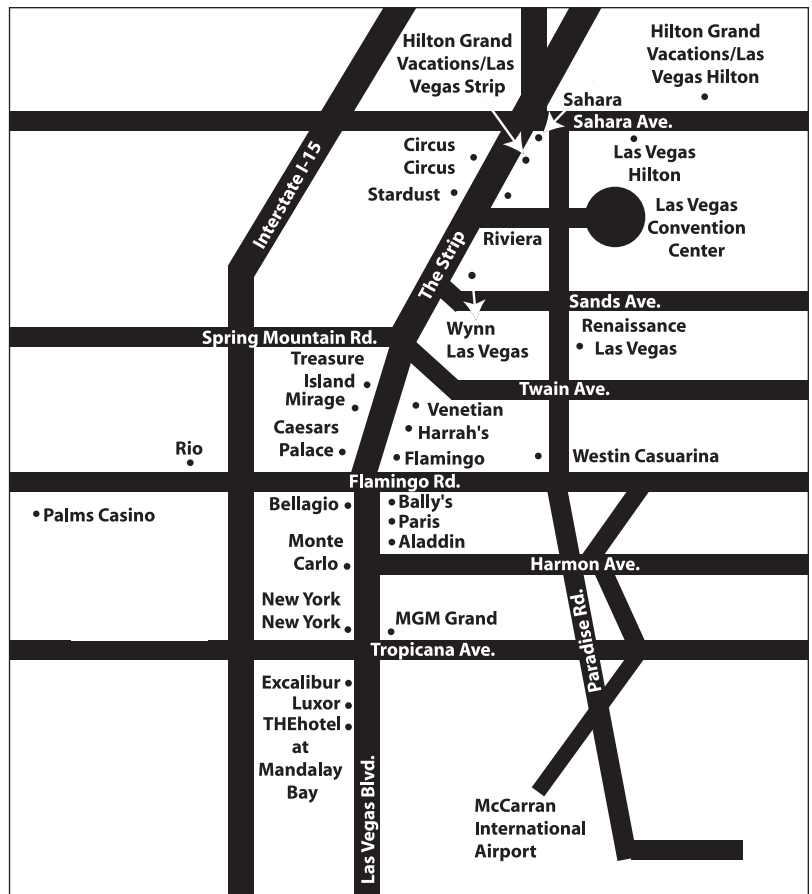 Hilton Grand
Vacations/Las
Vegas Strip
Hilton Grand
Vacations/Las
Vegas Hilton
Sahara
Sahara Ave.
Interstate I-15
Circus
Circus
Las Vegas
Hilton
Stardust
Las Vegas
Convention
Center
Riviera
The Strip
Sands Ave.
Spring Mountain Rd.
Wynn
Las Vegas
Renaissance
Las Vegas
Treasure
Island
Mirage
Twain Ave.
Venetian
Caesars
Palace
Harrah's
Rio
Flamingo
Westin Casuarina
Flamingo Rd.
Palms Casino
Bellagio
Bally's
Paris
Aladdin
Monte
Carlo
Harmon Ave.
New York
New York
MGM Grand
Paradise Rd.
Tropicana Ave.
Excalibur
Luxor
THEhotel
at
Mandalay
Bay
Las Vegas Blvd.
McCarran
International
Airport